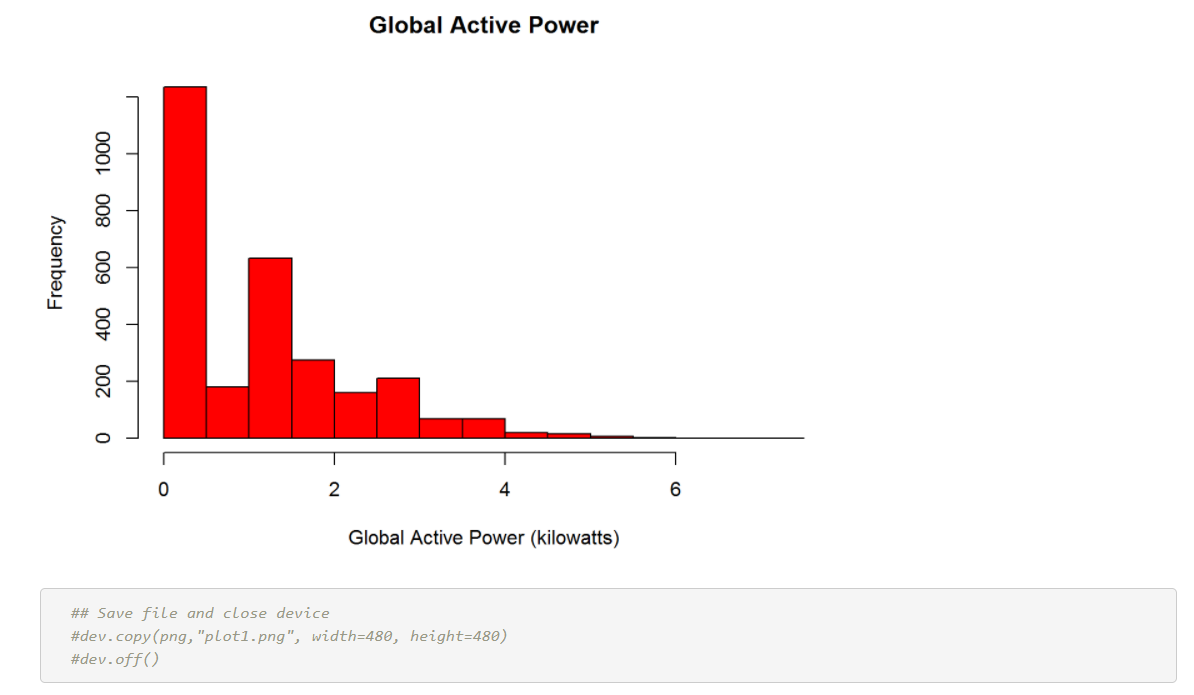 Global Active Power
1000
800
600
400
200
0
Frequency
0 2 4 6
Global Active Power (kilowatts)
## Save file and close device
#dev.copy(png,"plot1.png", width=480, height=480)
#dev.off()